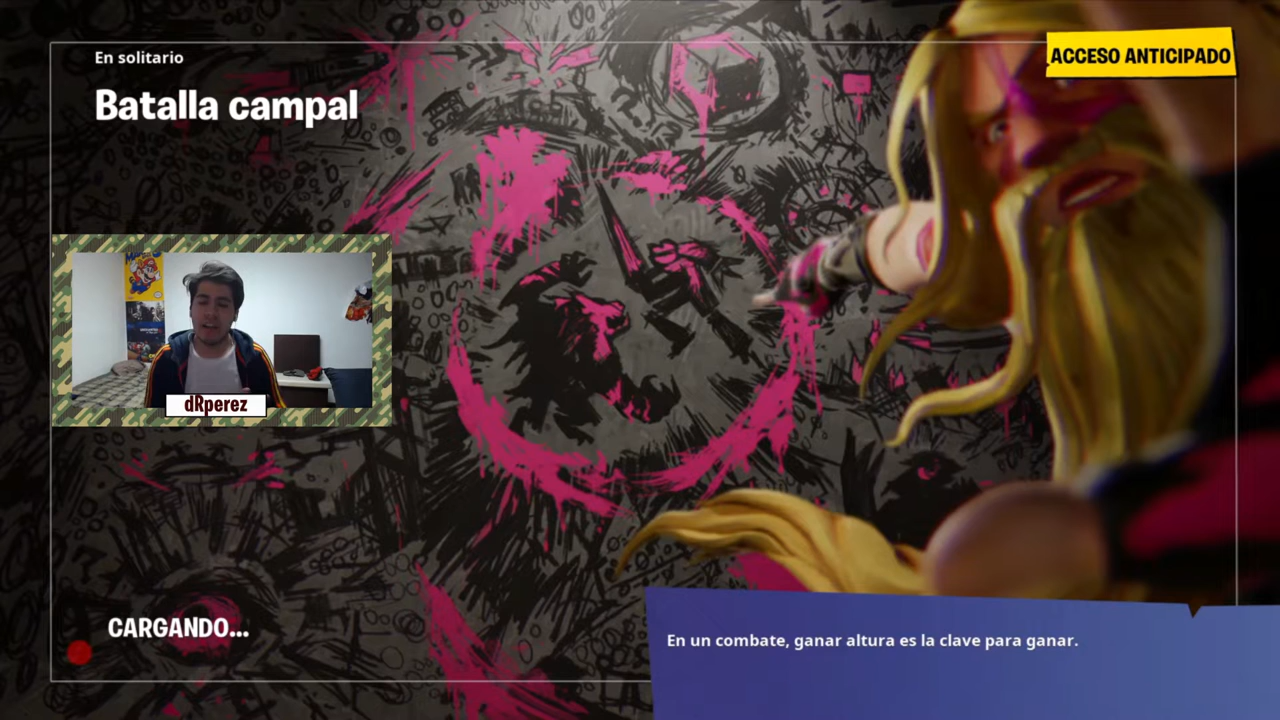 En solitario
Batalla campal
ACCESO ANTICIPADO
dRperez
CARGANDO...
En un combate, ganar altura es la clave para ganar.